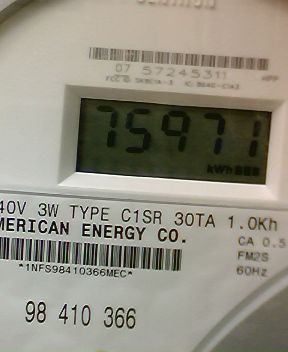 07 57245311
75971
kWh
40V 3W TYPE C1SR 30TA 1.0Kh
MERICAN ENERGY CO.
CA 0.5
*1NFS98410366MEC*
FM2S
60Hz
98 410 366